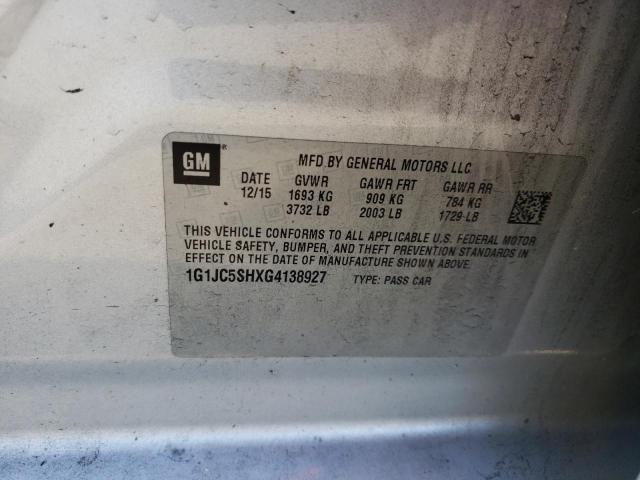 GM ® MFD BY GENERAL MOTORS LLC
DATE GVWR GAWR FRT GAWR RR
12/15 1693 KG 909 KG 784 KG
3732 LB 2003 LB 1729 LB
THIS VEHICLE CONFORMS TO ALL APPLICABLE U.S. FEDERAL MOTOR
VEHICLE SAFETY, BUMPER, AND THEFT PREVENTION STANDARDS IN
EFFECT ON THE DATE OF MANUFACTURE SHOWN ABOVE.
1G1JC5SHXG4138927 TYPE: PASS CAR